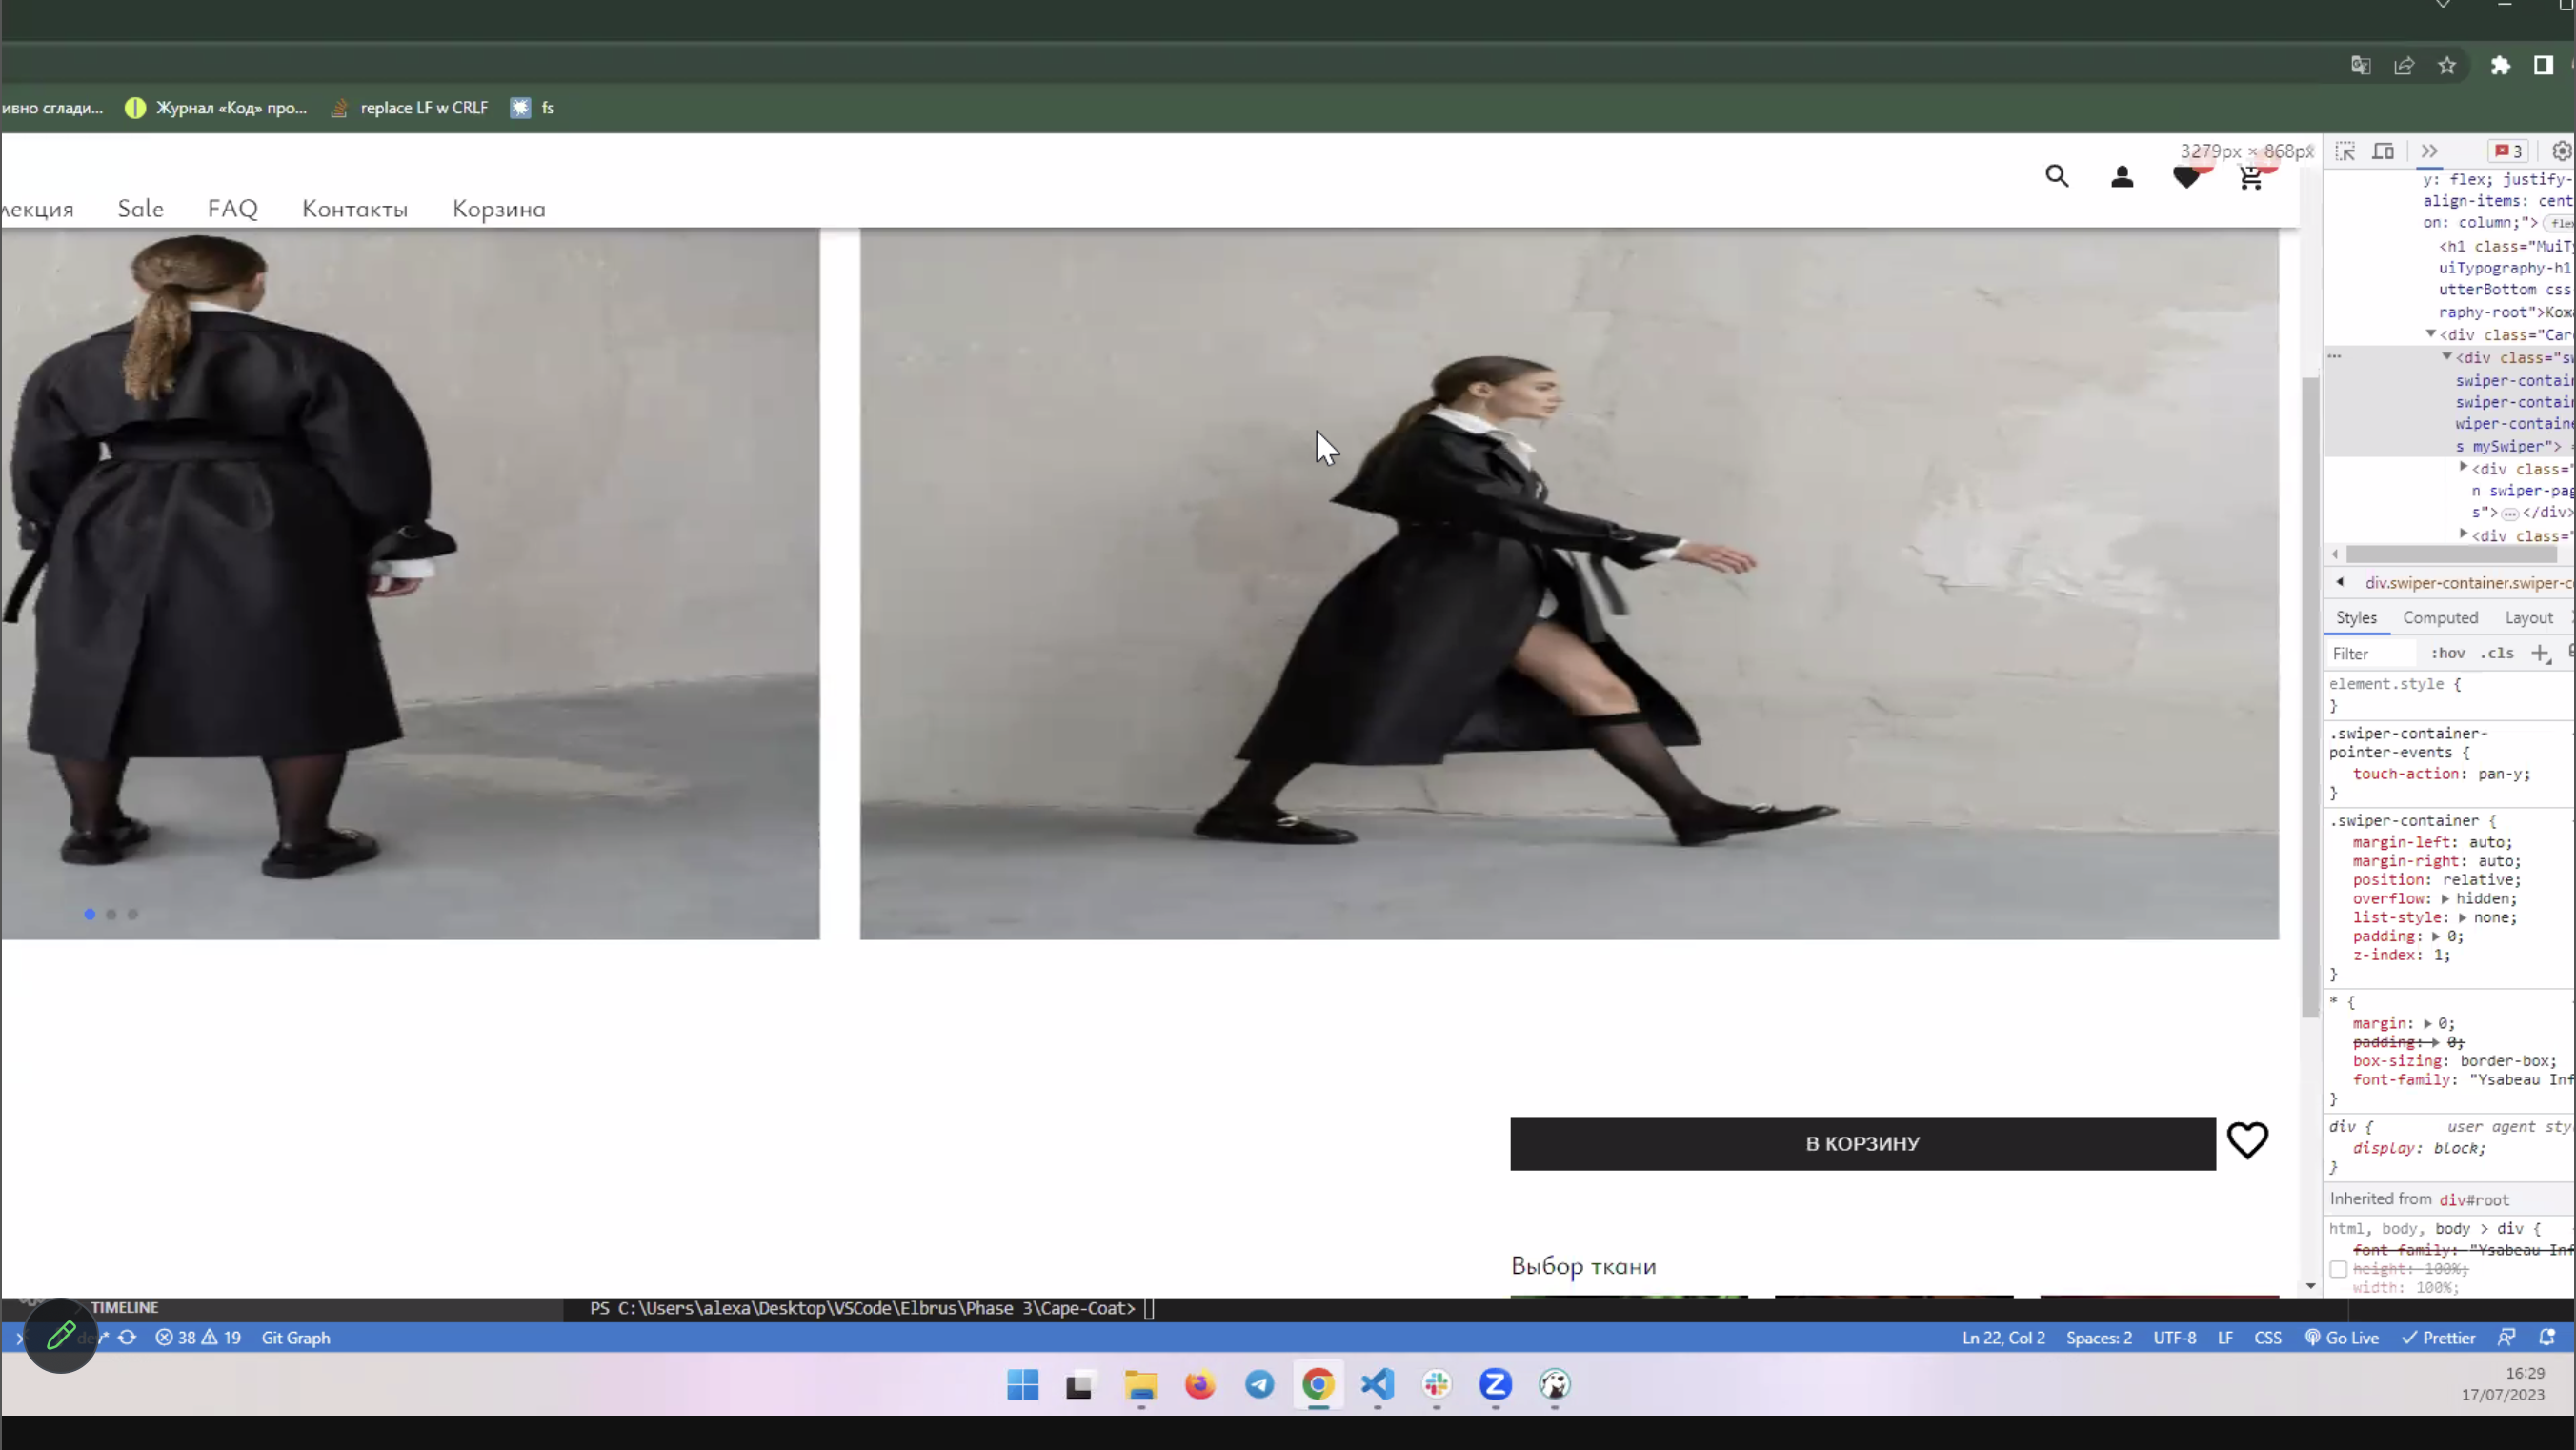 ивно сглади... Журнал «Код» про... replace LF w CRLF fs
3279px × 868px
3
лекция Sale FAQ Контакты Корзина
y: flex; justify-
align-items: cent
on: column;"> flex
<h1 class="MuiTy
uiTypography-h1
utterBottom css
raphy-root">Кожа
<div class="Car
<div class="sw
swiper-contai
swiper-contai
wiper-containe
s mySwiper">
<div class="
n swiper-pag
s"> </div>
<div class="
div.swiper-container.swiper-c
Styles Computed Layout
Filter :hov .cls
element.style {
}
.swiper-container-
pointer-events {
touch-action: pan-y;
}
.swiper-container {
margin-left: auto;
margin-right: auto;
position: relative;
overflow: hidden;
list-style: none;
padding: 0;
z-index: 1;
}
* {
margin: 0;
padding: 0;
box-sizing: border-box;
font-family: "Ysabeau Inf
}
div { user agent sty
display: block;
}
Inherited from div#root
html, body, body > div {
font-family: "Ysabeau Inf
height: 100%;
width: 100%;
В КОРЗИНУ
Выбор ткани
TIMELINE
PS C:\Users\alexa\Desktop\VSCode\Elbrus\Phase 3\Cape-Coat>
38 19 Git Graph
Ln 22, Col 2 Spaces: 2 UTF-8 LF CSS Go Live Prettier
16:29
17/07/2023